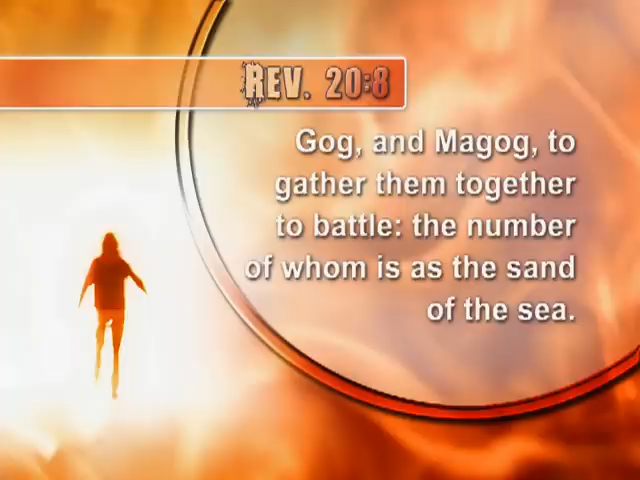 REV. 20:8
Gog, and Magog, to
gather them together
to battle: the number
of whom is as the sand
of the sea.